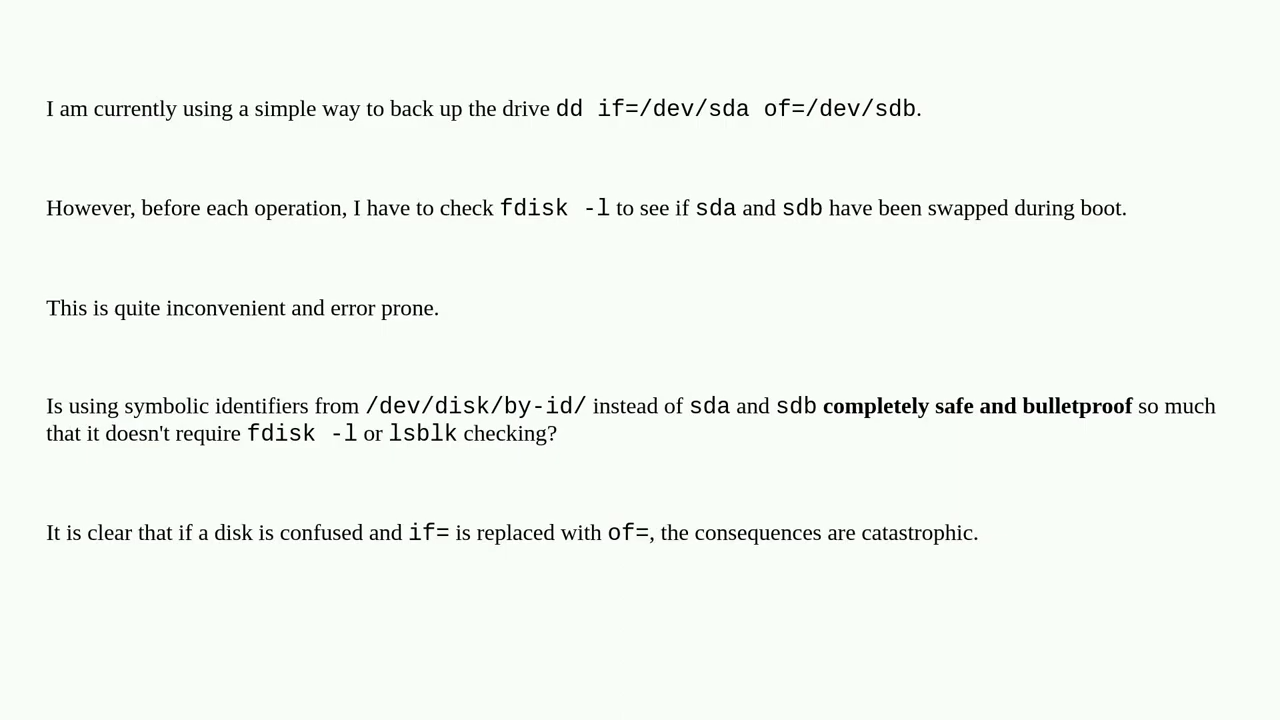 I am currently using a simple way to back up the drive dd if=/dev/sda of=/dev/sdb.
However, before each operation, I have to check fdisk -l to see if sda and sdb have been swapped during boot.
This is quite inconvenient and error prone.
Is using symbolic identifiers from /dev/disk/by-id/ instead of sda and sdb completely safe and bulletproof so much
that it doesn't require fdisk -l or lsblk checking?
It is clear that if a disk is confused and if= is replaced with of=, the consequences are catastrophic.